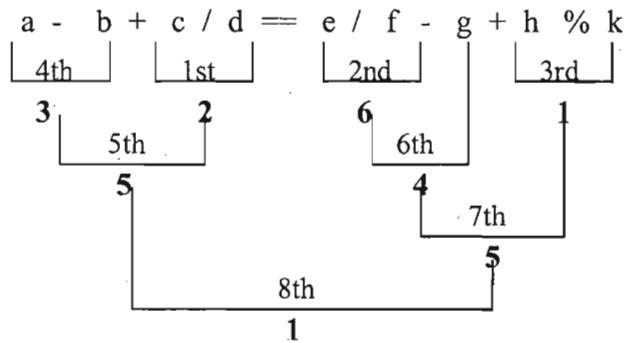 a - b + c / d == e / f - g + h % k
4th 1st 2nd 3rd
3 2 6 1
5th 6th
5 4
7th
5
8th
1